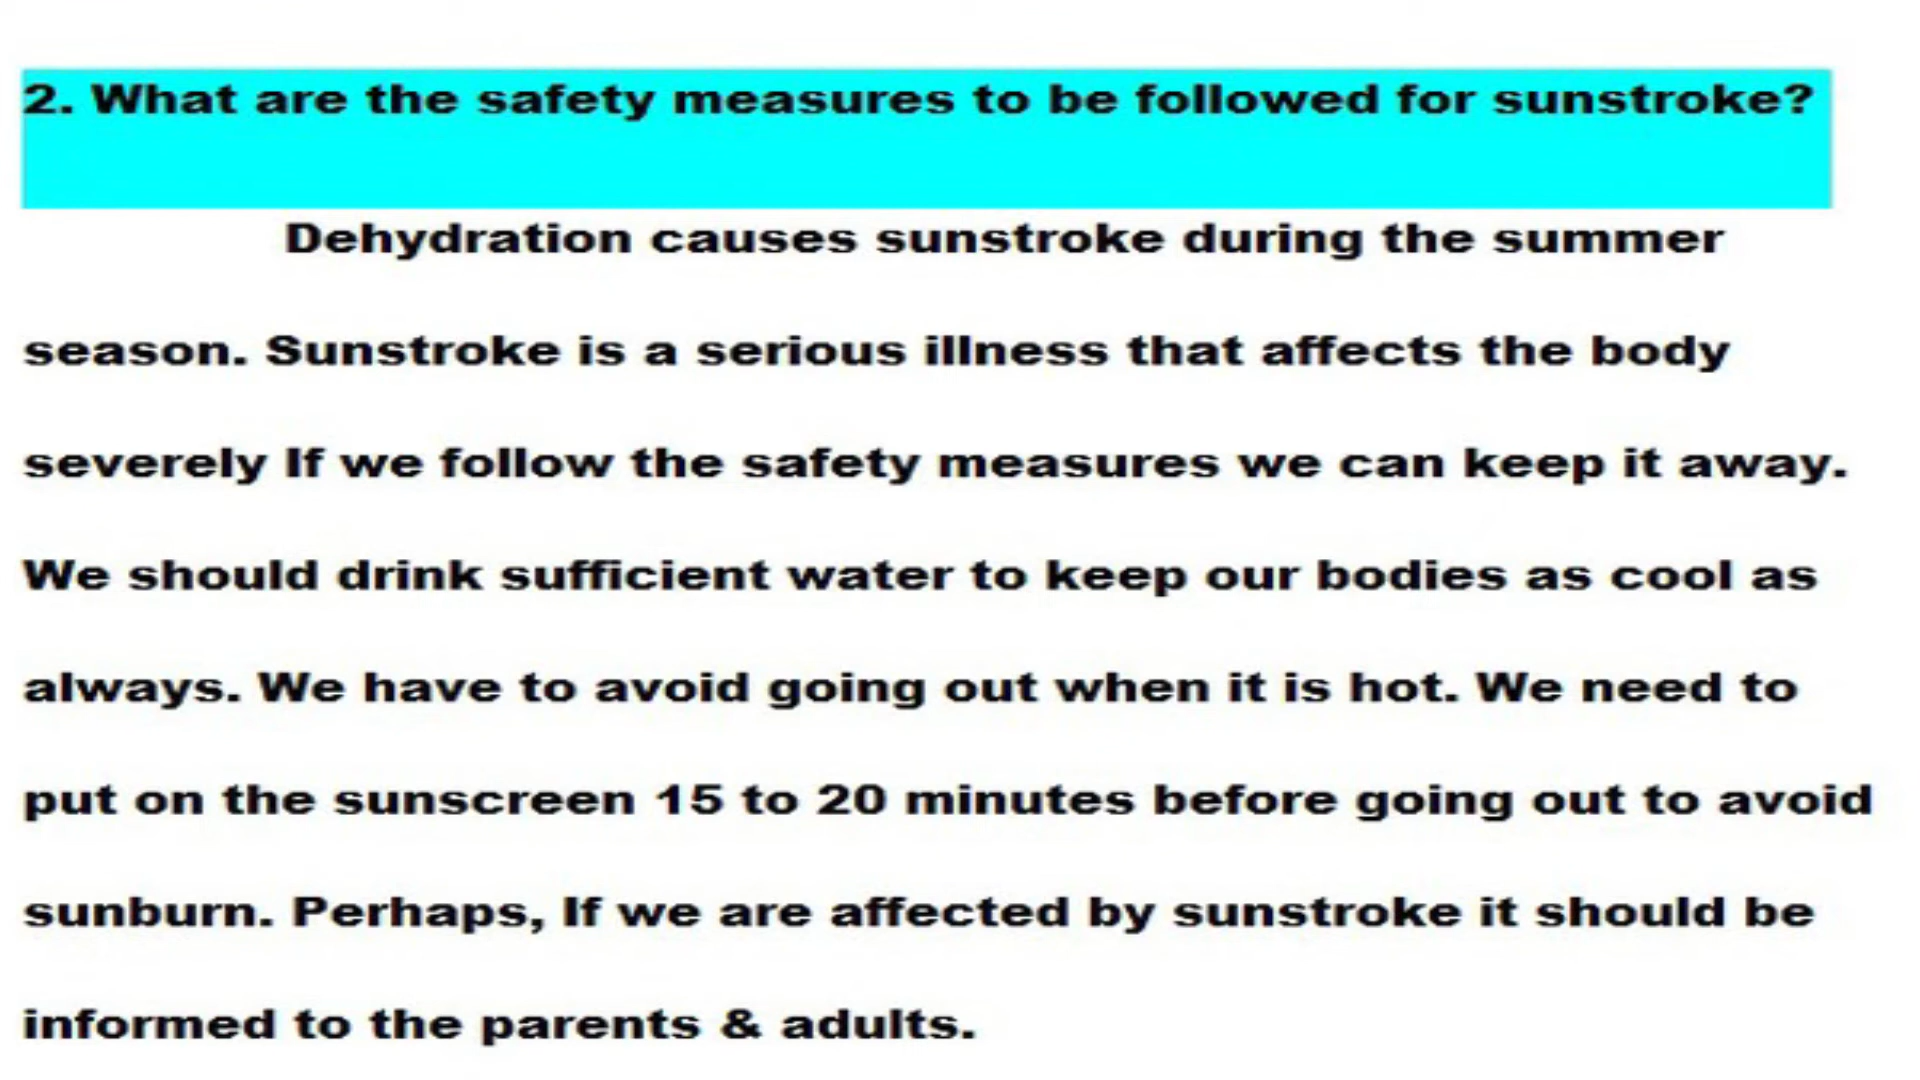 2. What are the safety measures to be followed for sunstroke?
Dehydration causes sunstroke during the summer
season. Sunstroke is a serious illness that affects the body
severely If we follow the safety measures we can keep it away.
We should drink sufficient water to keep our bodies as cool as
always. We have to avoid going out when it is hot. We need to
put on the sunscreen 15 to 20 minutes before going out to avoid
sunburn. Perhaps, If we are affected by sunstroke it should be
informed to the parents & adults.